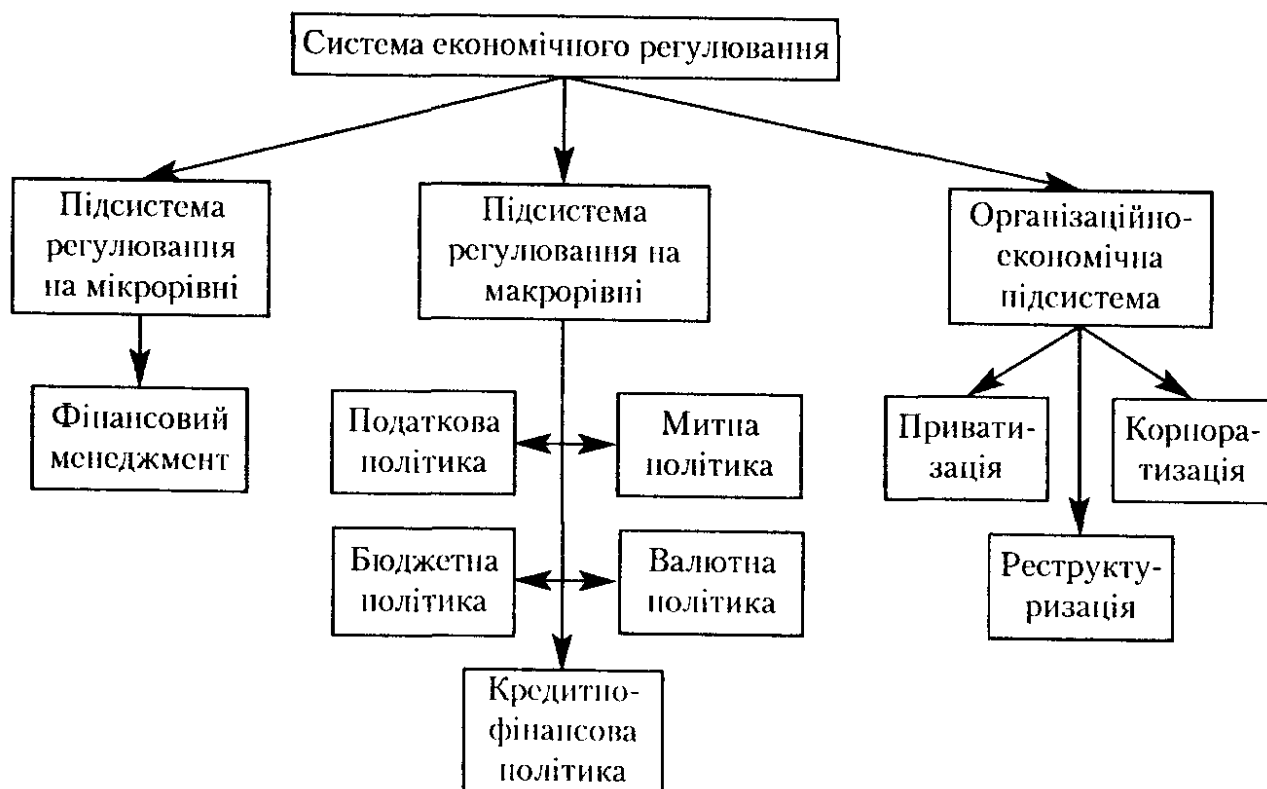 Система економічного регулювання
Підсистема
регулювання
на мікрорівні
Підсистема
регулювання на
макрорівні
Організаційно-
економічна
підсистема
Фінансовий
менеджмент
Податкова
політика
Митна
політика
Привати-
зація
Корпора-
тизація
Бюджетна
політика
Валютна
політика
Реструкту-
ризація
Кредитно-
фінансова
політика